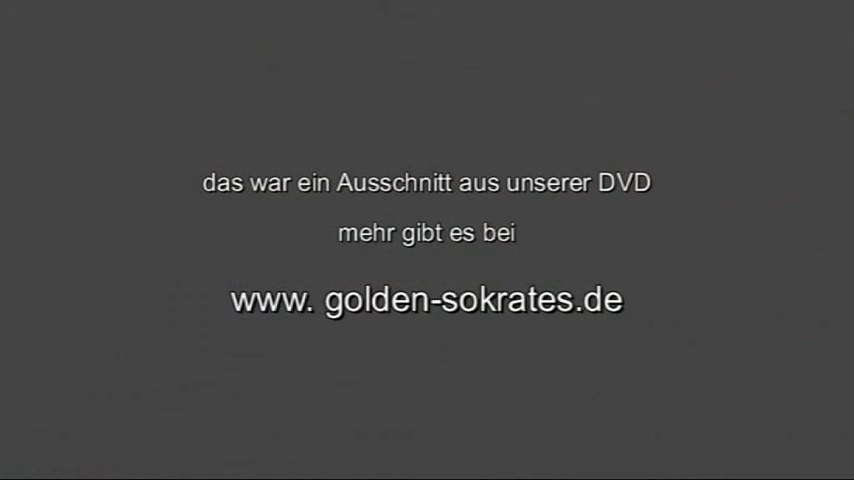 das war ein Ausschnitt aus unserer DVD
mehr gibt es bei
www. golden-sokrates.de